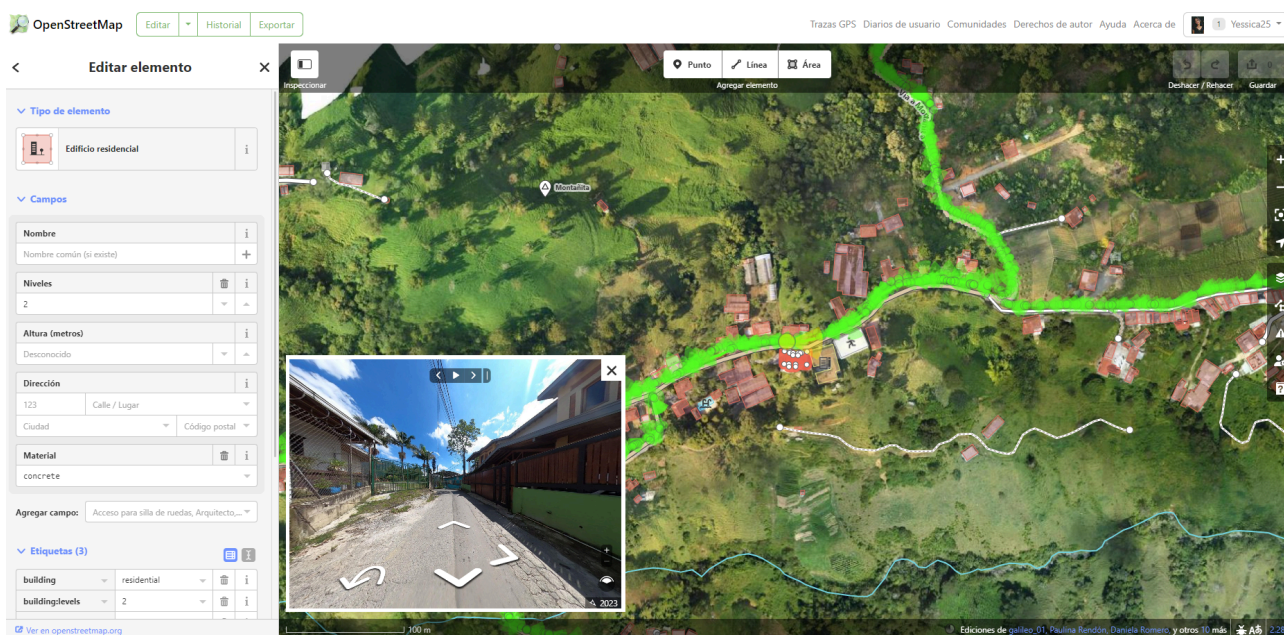 OpenStreetMap
Editar
Historial
Exportar
Trazas GPS Diarios de usuario Comunidades Derechos de autor Ayuda Acerca de
1 Yessica25
Editar elemento
Inspeccionar
Punto
Línea
Área
Agregar elemento
Deshacer / Rehacer
Guardar
Tipo de elemento
Edificio residencial
Campos
Nombre
Nombre común (si existe)
Niveles
2
Altura (metros)
Desconocido
Dirección
123 Calle / Lugar
Ciudad Código postal
Material
concrete
Agregar campo: Acceso para silla de ruedas, Arquitecto,...
Etiquetas (3)
building residential
building:levels 2
Ver en openstreetmap.org
Montañita
2023
100 m
Ediciones de galileo_01, Paulina Rendón, Daniela Romero, y otros 10 más